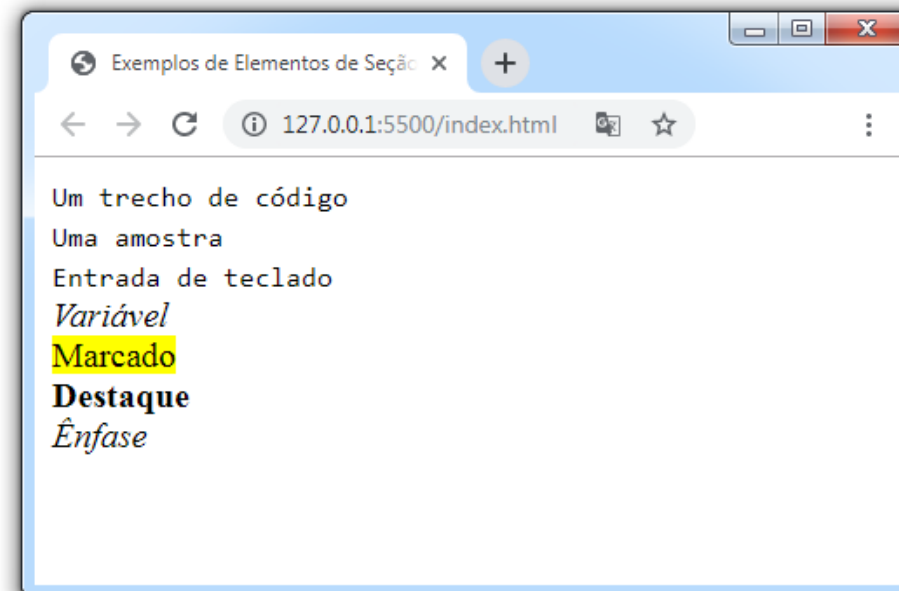 Exemplos de Elementos de Seçã
127.0.0.1:5500/index.html
Um trecho de código
Uma amostra
Entrada de teclado
Variável
Marcado
Destaque
Ênfase